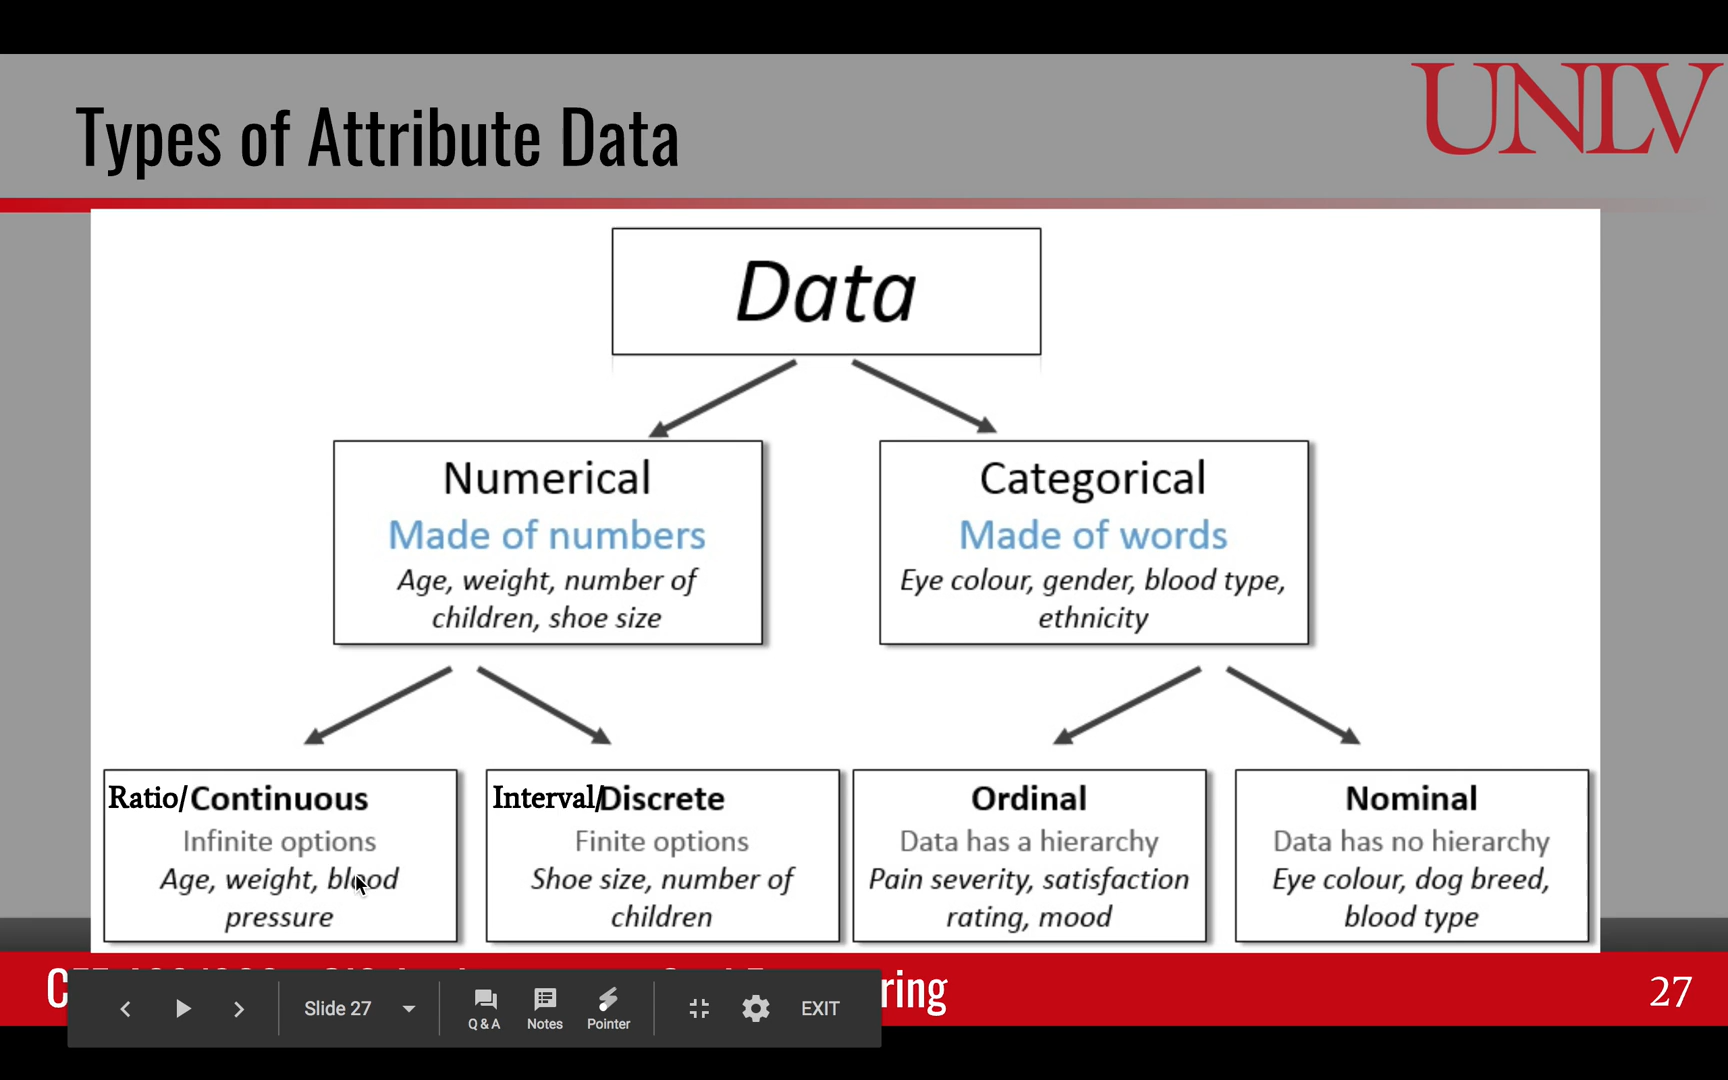 UNLV
Types of Attribute Data
Data
Numerical
Made of numbers
Age, weight, number of
children, shoe size
Categorical
Made of words
Eye colour, gender, blood type,
ethnicity
Ratio/Continuous
Infinite options
Age, weight, blood
pressure
Interval/Discrete
Finite options
Shoe size, number of
children
Ordinal
Data has a hierarchy
Pain severity, satisfaction
rating, mood
Nominal
Data has no hierarchy
Eye colour, dog breed,
blood type
27
Slide 27
Q & A
Notes
Pointer
EXIT